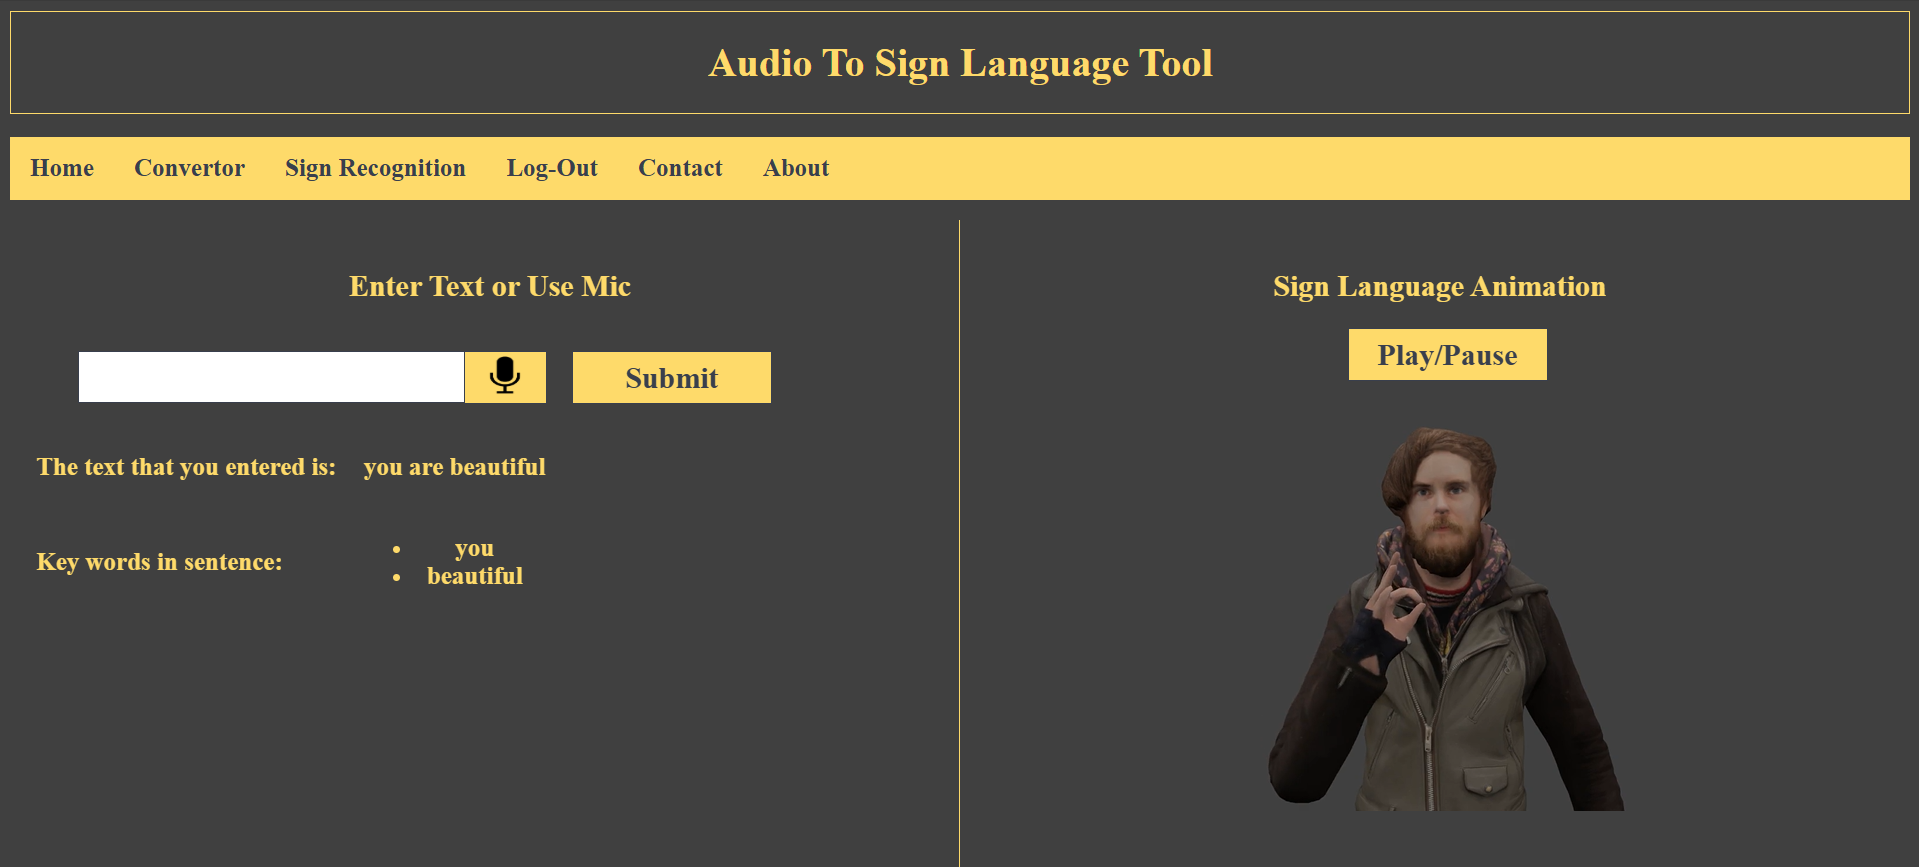 Audio To Sign Language Tool
Home Convertor Sign Recognition Log-Out Contact About
Enter Text or Use Mic
Submit
The text that you entered is: you are beautiful
Key words in sentence:
• you
• beautiful
Sign Language Animation
Play/Pause